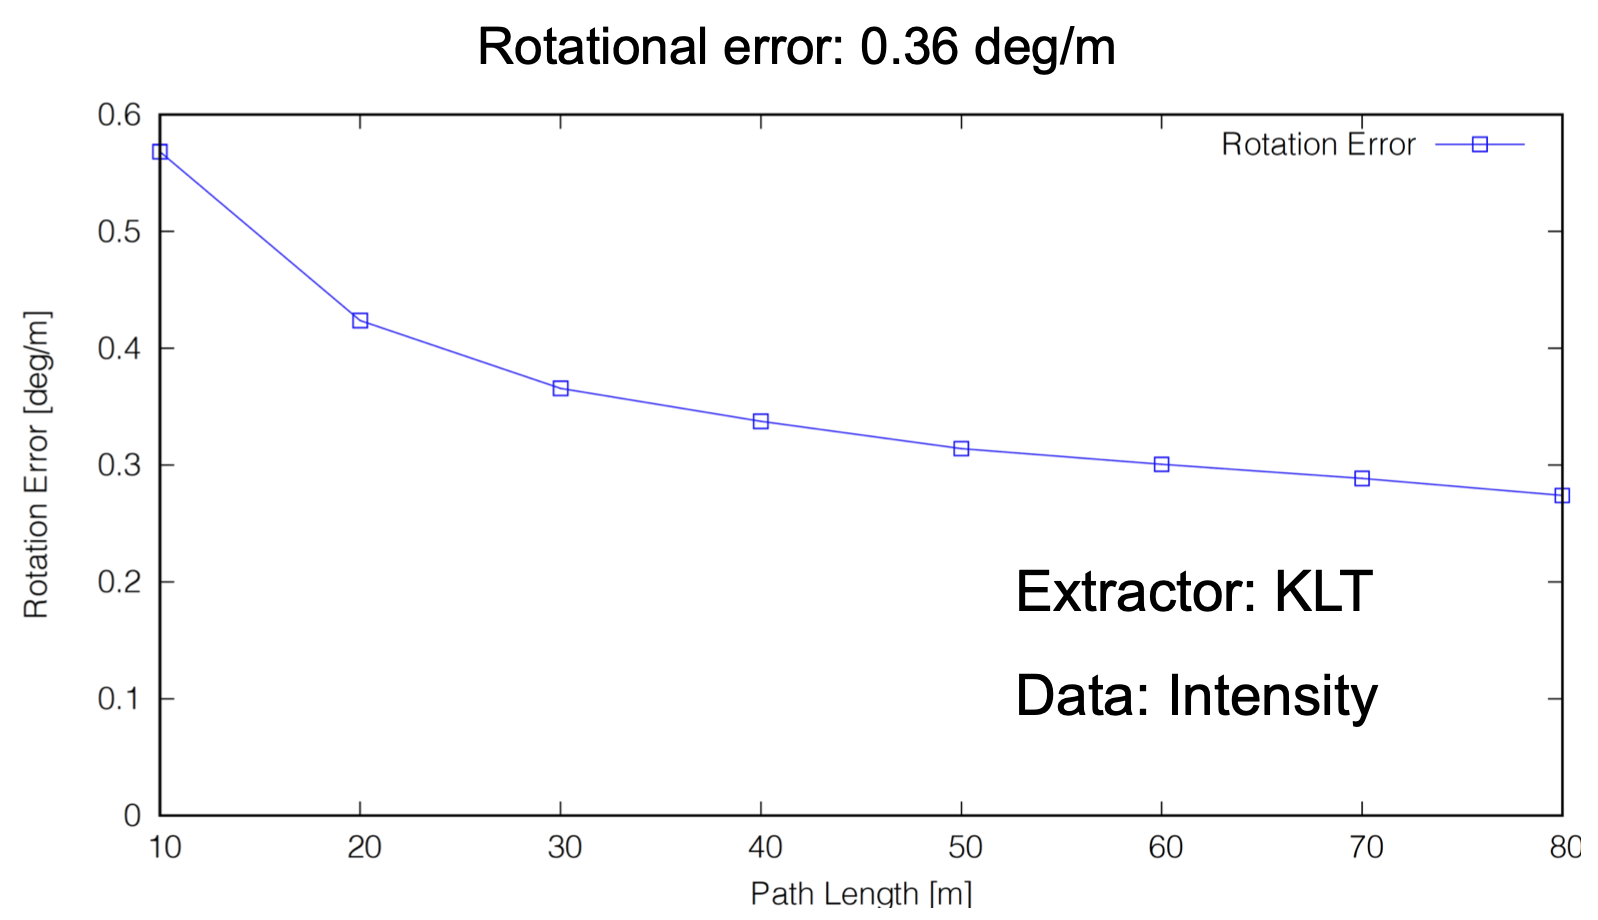 Rotational error: 0.36 deg/m
0.6
Rotation Error
0.5
0.4
0.3
0.2
0.1
0
Rotation Error [deg/m]
Extractor: KLT
Data: Intensity
10 20 30 40 50 60 70 80
Path Length [m]